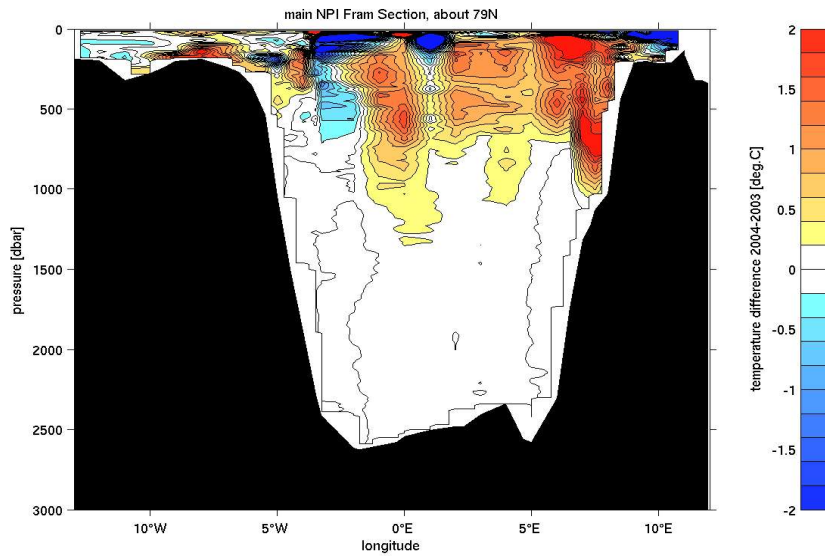 main NPI Fram Section, about 79N
0
500
1000
1500
2000
2500
3000
pressure [dbar]
10°W
5°W
0°E
5°E
10°E
longitude
2
1.5
1
0.5
0
-0.5
-1
-1.5
-2
temperature difference 2004-2003 [deg.C]